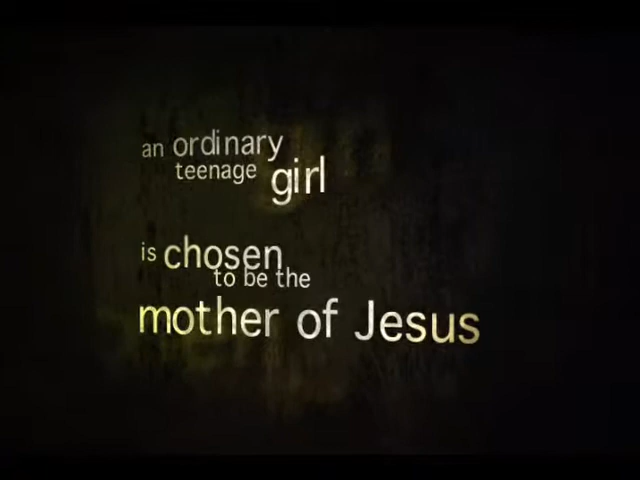 an ordinary
teenage girl
is chosen
to be the
mother of Jesus